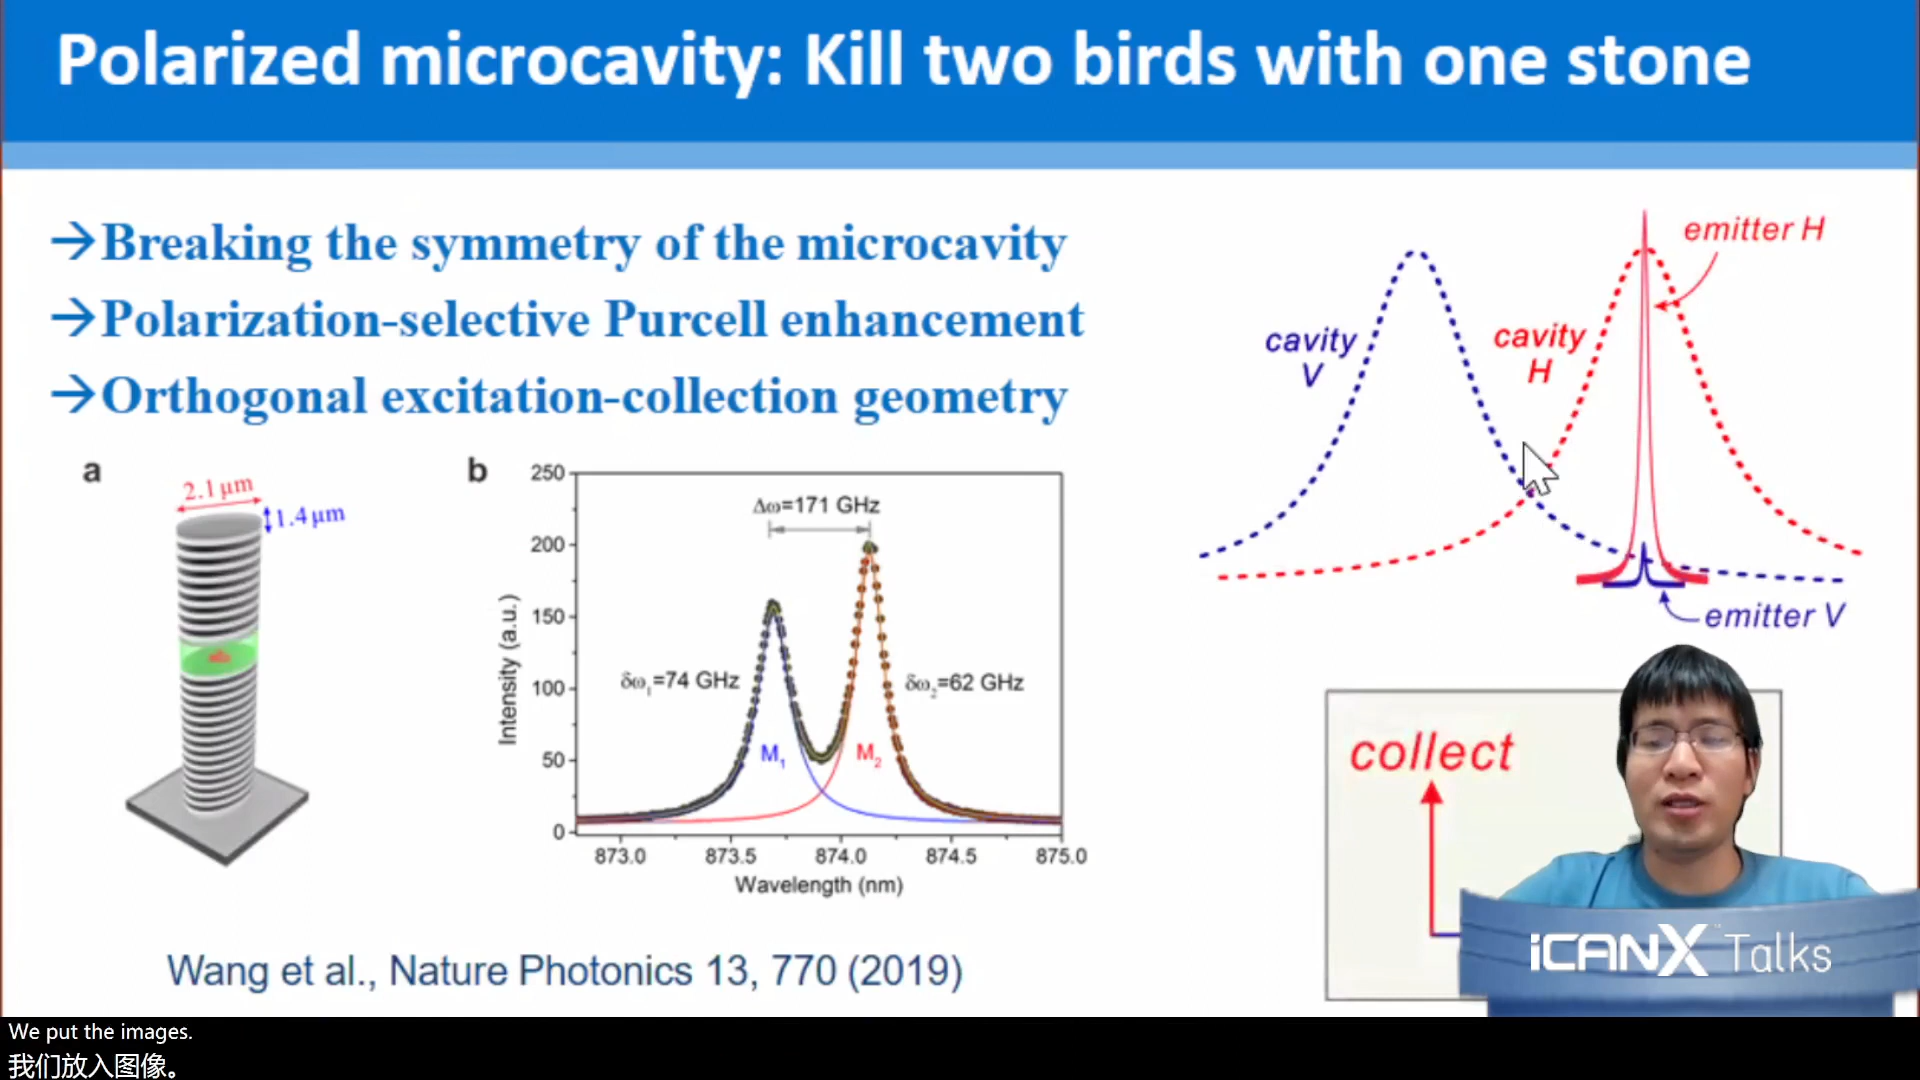 Polarized microcavity: Kill two birds with one stone
→Breaking the symmetry of the microcavity
→Polarization-selective Purcell enhancement
→Orthogonal excitation-collection geometry
emitter H
cavity
V
cavity
H
emitter V
a
2.1 μm
1.4 μm
b
250
200
150
100
50
0
Intensity (a.u.)
Δω=171 GHz
δω₁=74 GHz
δω₂=62 GHz
M₁
M₂
873.0 873.5 874.0 874.5 875.0
Wavelength (nm)
collect
iCANX Talks
Wang et al., Nature Photonics 13, 770 (2019)
We put the images.
我们放入图像。